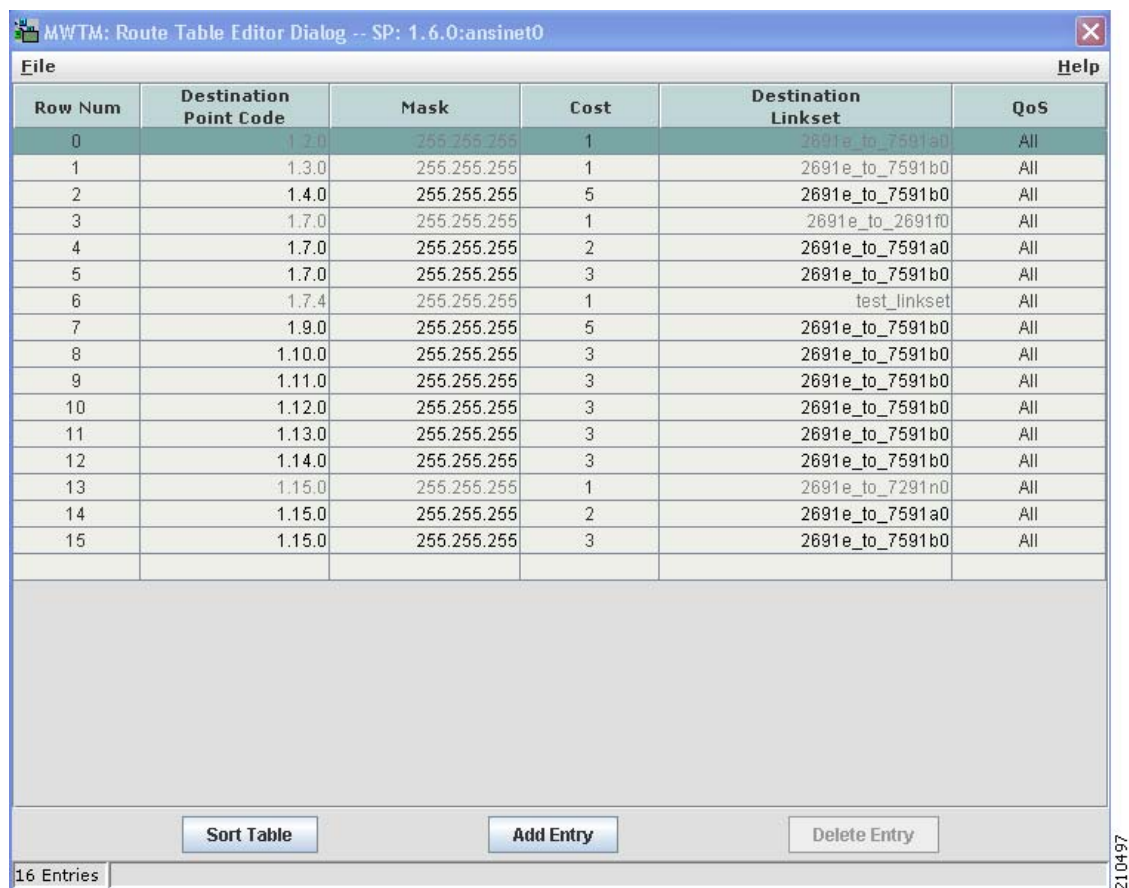 MWTM: Route Table Editor Dialog -- SP: 1.6.0:ansinet0
File Help
Row Num Destination Point Code Mask Cost Destination Linkset QoS
0 1.2.0 255.255.255 1 2691e_to_7591a0 All
1 1.3.0 255.255.255 1 2691e_to_7591b0 All
2 1.4.0 255.255.255 5 2691e_to_7591b0 All
3 1.7.0 255.255.255 1 2691e_to_2691f0 All
4 1.7.0 255.255.255 2 2691e_to_7591a0 All
5 1.7.0 255.255.255 3 2691e_to_7591b0 All
6 1.7.4 255.255.255 1 test_linkset All
7 1.9.0 255.255.255 5 2691e_to_7591b0 All
8 1.10.0 255.255.255 3 2691e_to_7591b0 All
9 1.11.0 255.255.255 3 2691e_to_7591b0 All
10 1.12.0 255.255.255 3 2691e_to_7591b0 All
11 1.13.0 255.255.255 3 2691e_to_7591b0 All
12 1.14.0 255.255.255 3 2691e_to_7591b0 All
13 1.15.0 255.255.255 1 2691e_to_7291n0 All
14 1.15.0 255.255.255 2 2691e_to_7591a0 All
15 1.15.0 255.255.255 3 2691e_to_7591b0 All
Sort Table Add Entry Delete Entry
16 Entries
210497